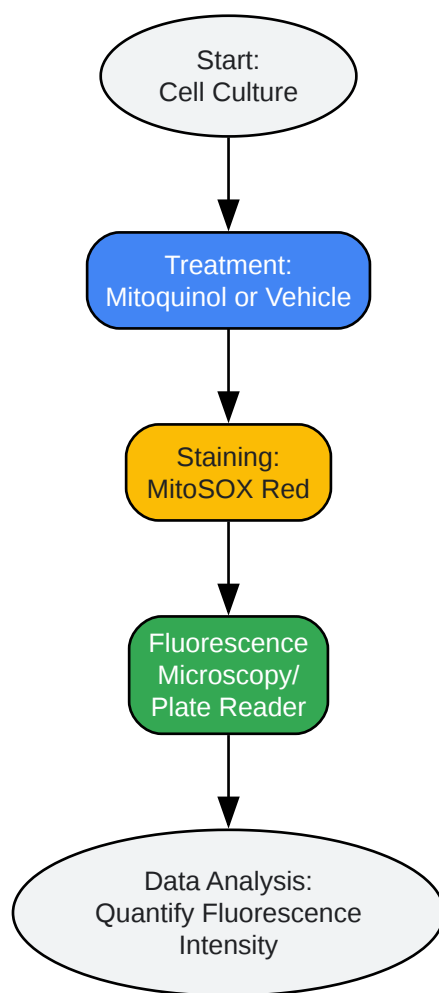 Start:
Cell Culture
Treatment:
Mitoquinol or Vehicle
Staining:
MitoSOX Red
Fluorescence
Microscopy/
Plate Reader
Data Analysis:
Quantify Fluorescence
Intensity